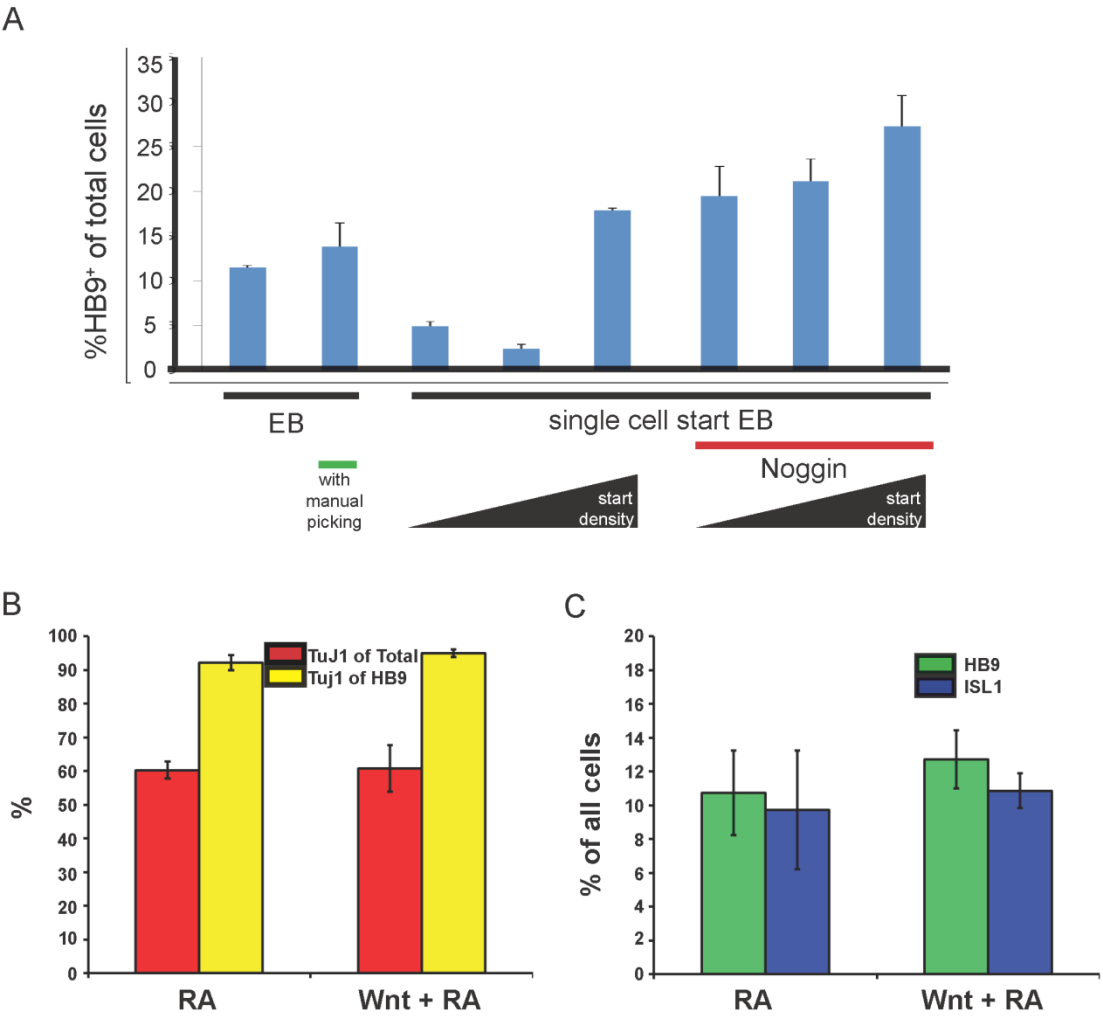 A
%HB9+ of total cells
35
30
25
20
15
10
5
0
EB
single cell start EB
Noggin
with
manual
picking
start
density
start
density
B
%
100
90
80
70
60
50
40
30
20
10
0
TuJ1 of Total
Tuj1 of HB9
RA
Wnt + RA
C
% of all cells
20
18
16
14
12
10
8
6
4
2
0
HB9
ISL1
RA
Wnt + RA